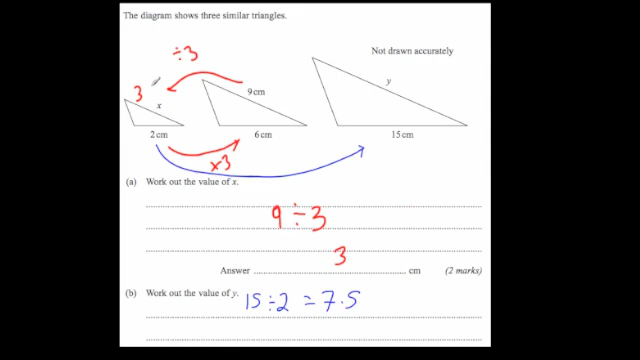 The diagram shows three similar triangles.
÷3
Not drawn accurately
3
x
9 cm
y
2 cm
6 cm
15 cm
x3
(a) Work out the value of x.
9 ÷ 3
3
Answer ........................................ cm (2 marks)
(b) Work out the value of y.
15 ÷ 2 = 7.5